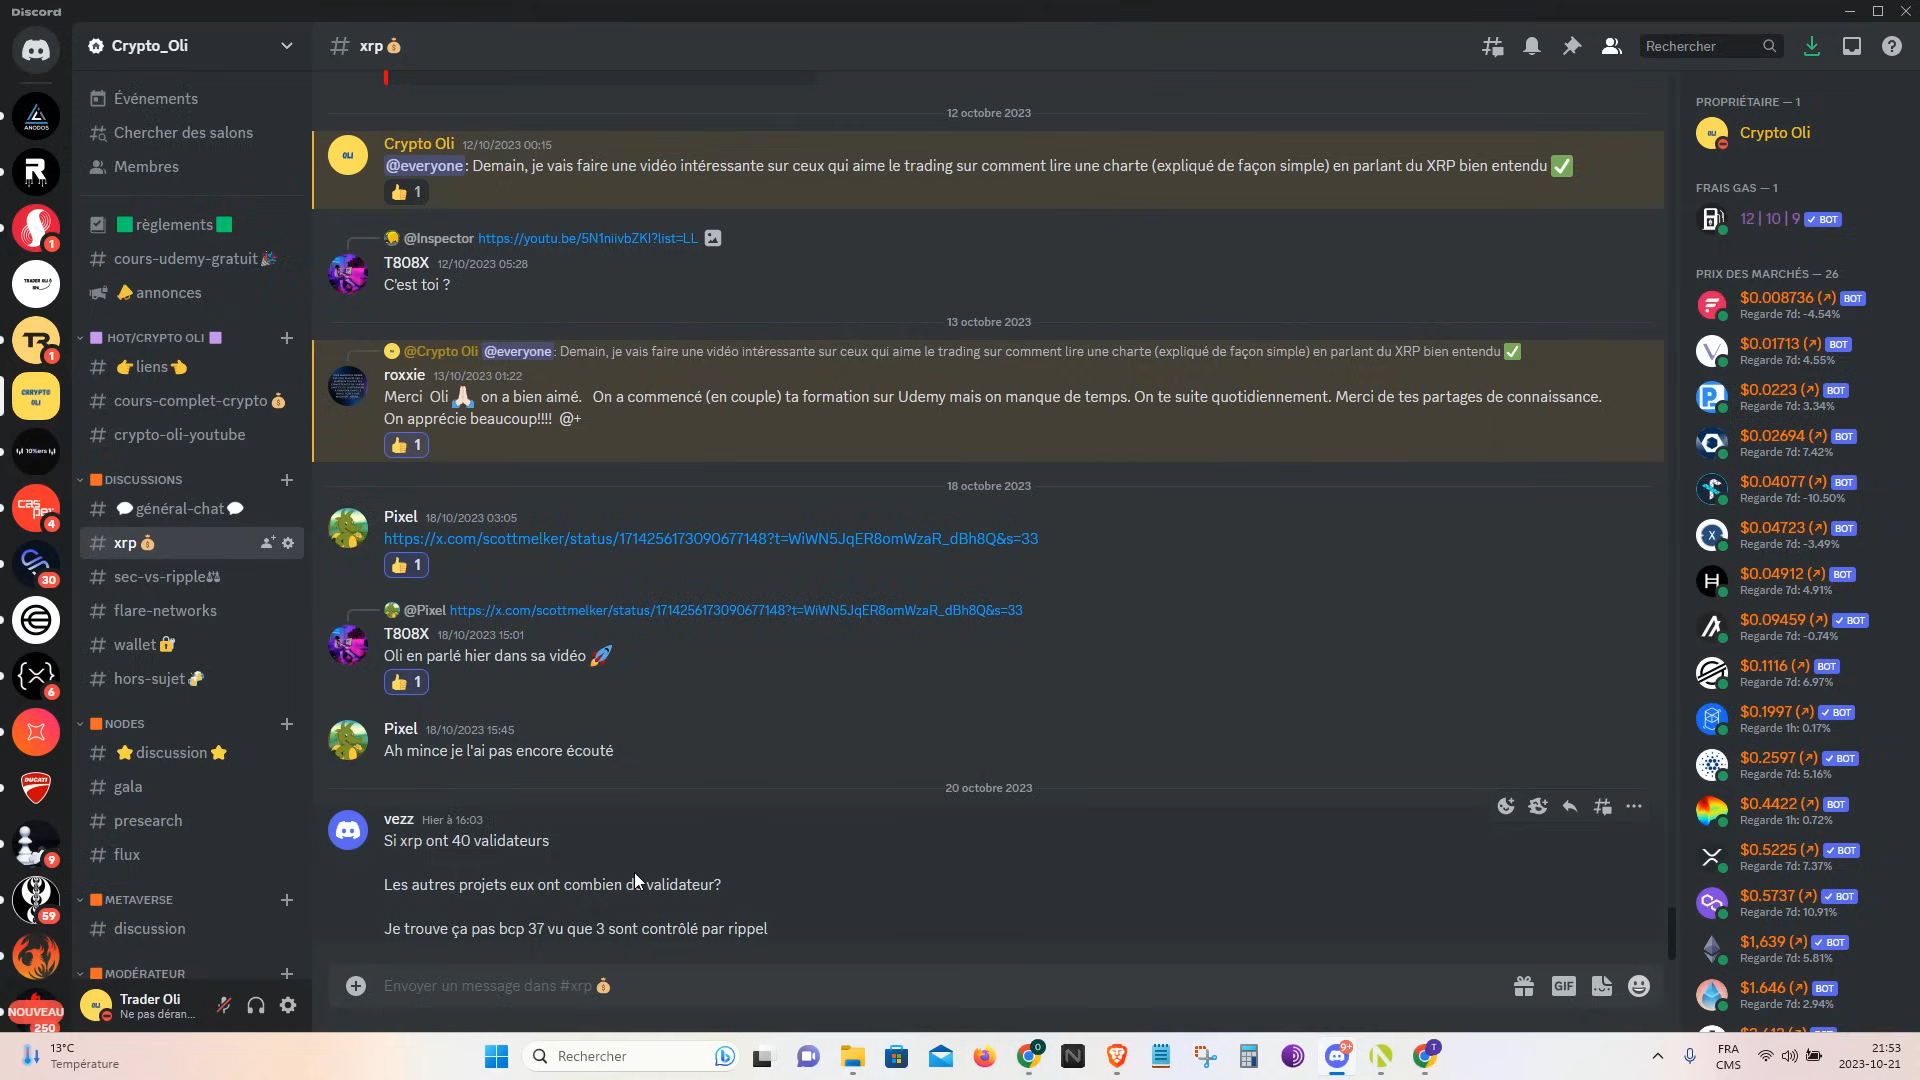 Discord
Crypto_Oli
Événements
Chercher des salons
Membres
règlements
cours-udemy-gratuit
annonces
HOT/CRYPTO OLI
liens
cours-complet-crypto
crypto-oli-youtube
DISCUSSIONS
général-chat
xrp
sec-vs-ripple
flare-networks
wallet
hors-sujet
NODES
discussion
gala
presearch
flux
METAVERSE
discussion
MODÉRATEUR
Trader Oli
Ne pas déran...
ANODOS
1
TRADER OLI
1
CRYPTO OLI
10%ers
4
30
6
DUCATI
9
59
NOUVEAU
250
xrp
Rechercher
12 octobre 2023
Crypto Oli 12/10/2023 00:15
@everyone: Demain, je vais faire une vidéo intéressante sur ceux qui aime le trading sur comment lire une charte (expliqué de façon simple) en parlant du XRP bien entendu ✅
👍 1
@Inspector https://youtu.be/5N1niivbZKI?list=LL
T808X 12/10/2023 05:28
C'est toi ?
13 octobre 2023
@Crypto Oli @everyone: Demain, je vais faire une vidéo intéressante sur ceux qui aime le trading sur comment lire une charte (expliqué de façon simple) en parlant du XRP bien entendu ✅
roxxie 13/10/2023 01:22
Merci Oli 🙏🏻 on a bien aimé. On a commencé (en couple) ta formation sur Udemy mais on manque de temps. On te suite quotidiennement. Merci de tes partages de connaissance.
On apprécie beaucoup!!!! @+
👍 1
18 octobre 2023
Pixel 18/10/2023 03:05
https://x.com/scottmelker/status/1714256173090677148?t=WiWN5JqER8omWzaR_dBh8Q&s=33
👍 1
@Pixel https://x.com/scottmelker/status/1714256173090677148?t=WiWN5JqER8omWzaR_dBh8Q&s=33
T808X 18/10/2023 15:01
Oli en parlé hier dans sa vidéo 🚀
👍 1
Pixel 18/10/2023 15:45
Ah mince je l'ai pas encore écouté
20 octobre 2023
vezz Hier à 16:03
Si xrp ont 40 validateurs
Les autres projets eux ont combien de validateur?
Je trouve ça pas bcp 37 vu que 3 sont contrôlé par rippel
Envoyer un message dans #xrp
GIF
PROPRIÉTAIRE — 1
Crypto Oli
FRAIS GAS — 1
12 | 10 | 9 ✓ BOT
PRIX DES MARCHÉS — 26
$0.008736 (↗) BOT
Regarde 7d: -4.54%
$0.01713 (↗) BOT
Regarde 7d: 4.55%
$0.0223 (↗) BOT
Regarde 7d: 3.34%
$0.02694 (↗) BOT
Regarde 7d: 7.42%
$0.04077 (↗) BOT
Regarde 7d: -10.50%
$0.04723 (↗) BOT
Regarde 7d: -3.49%
$0.04912 (↗) BOT
Regarde 7d: 4.91%
$0.09459 (↗) ✓ BOT
Regarde 7d: -0.74%
$0.1116 (↗) BOT
Regarde 7d: 6.97%
$0.1997 (↗) ✓ BOT
Regarde 1h: 0.17%
$0.2597 (↗) ✓ BOT
Regarde 7d: 5.16%
$0.4422 (↗) BOT
Regarde 1h: 0.72%
$0.5225 (↗) ✓ BOT
Regarde 7d: 7.37%
$0.5737 (↗) ✓ BOT
Regarde 7d: 10.91%
$1,639 (↗) ✓ BOT
Regarde 7d: 5.81%
$1.646 (↗) BOT
Regarde 7d: 2.94%
13°C
Température
Rechercher
9+
FRA
CMS
21:53
2023-10-21